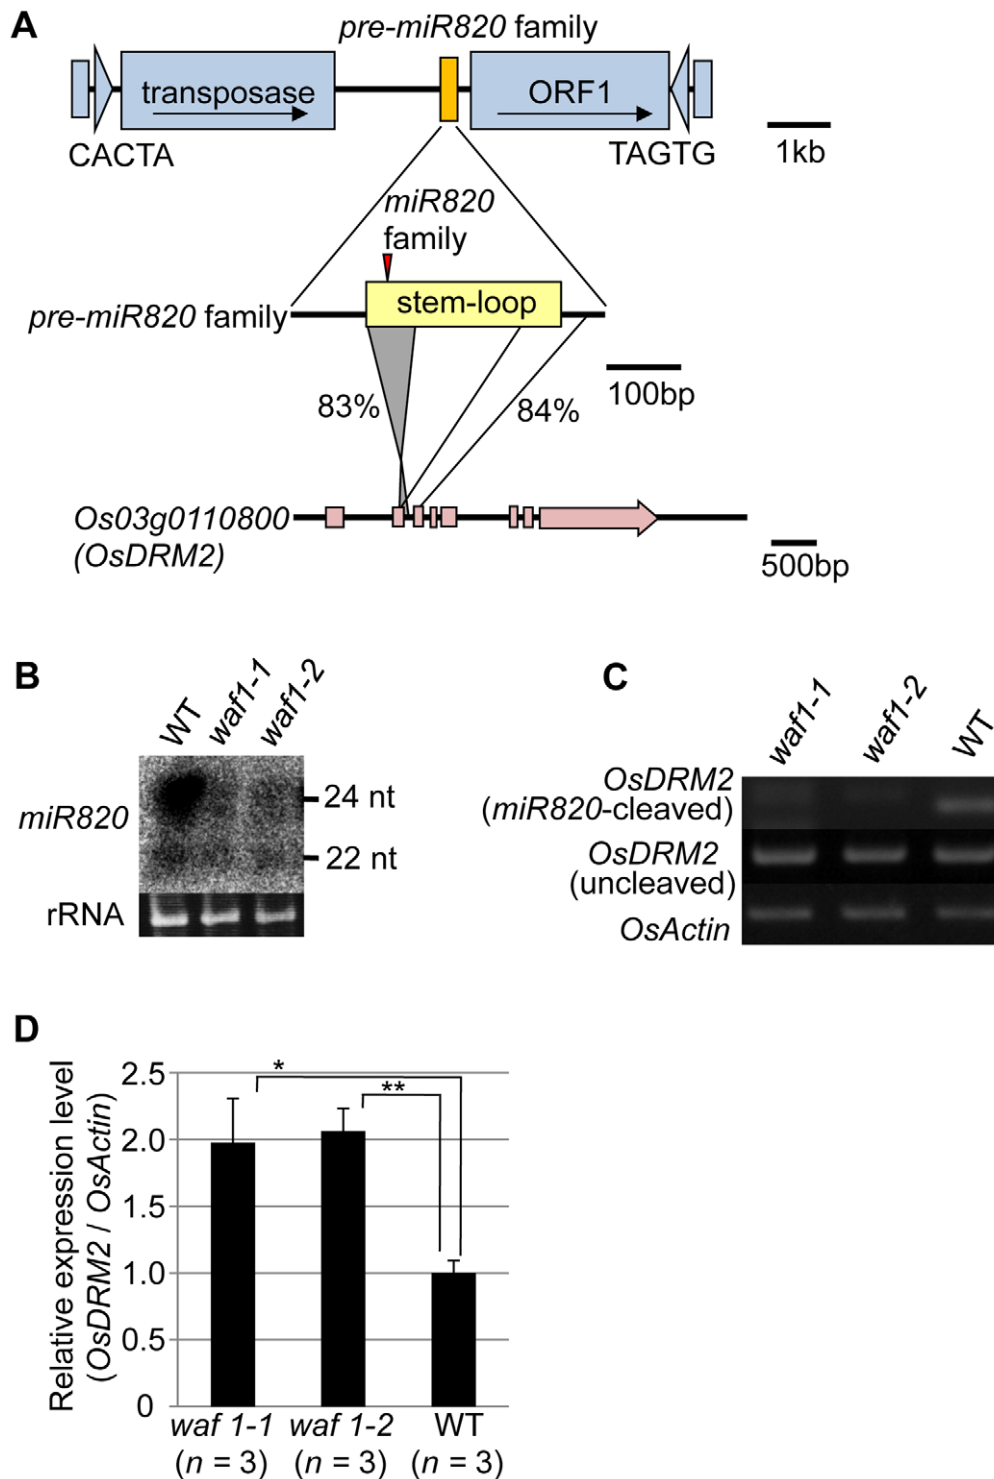 A
pre-miR820 family
transposase
ORF1
CACTA
TAGTG
1kb
miR820
family
stem-loop
pre-miR820 family
100bp
83%
84%
Os03g0110800
(OsDRM2)
500bp
B
WT
waf1-1
waf1-2
24 nt
miR820
22 nt
rRNA
C
waf1-1
waf1-2
WT
OsDRM2
(miR820-cleaved)
OsDRM2
(uncleaved)
OsActin
D
Relative expression level
(OsDRM2 / OsActin)
2.5
2.0
1.5
1.0
0.5
0
*
**
waf 1-1
(n = 3)
waf 1-2
(n = 3)
WT
(n = 3)